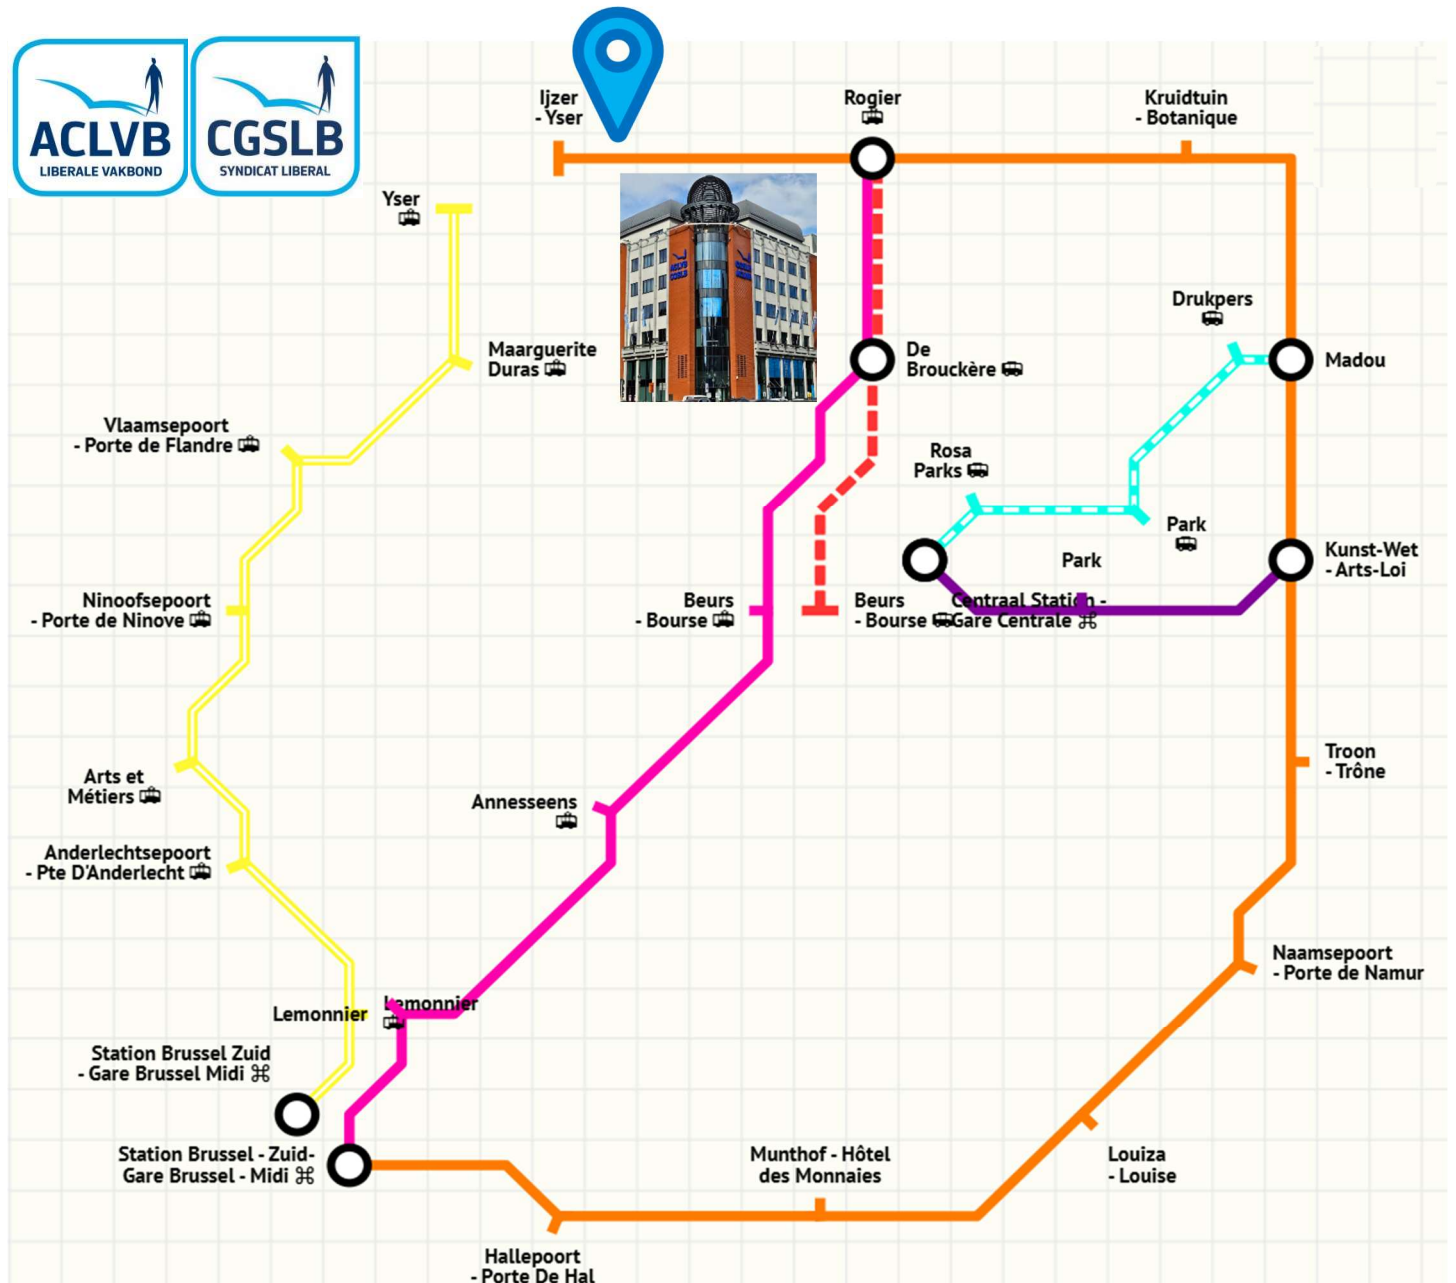 ACLVB
LIBERALE VAKBOND
CGSLB
SYNDICAT LIBERAL
Ijzer
- Yser
Rogier
Kruidtuin
- Botanique
Yser
Drukpers
Maarguerite
Duras
De
Brouckère
Madou
Vlaamsepoort
- Porte de Flandre
Rosa
Parks
Park
Park
Kunst-Wet
- Arts-Loi
Ninoofsepoort
- Porte de Ninove
Beurs
- Bourse
Beurs
- Bourse
Centraal Station -
Gare Centrale
Troon
- Trône
Arts et
Métiers
Annesseens
Anderlechtsepoort
- Pte D'Anderlecht
Naamsepoort
- Porte de Namur
Lemonnier
Lemonnier
Station Brussel Zuid
- Gare Brussel Midi
Station Brussel - Zuid-
Gare Brussel - Midi
Munthof - Hôtel
des Monnaies
Louiza
- Louise
Hallepoort
- Porte De Hal
ACLVB
CGSLB